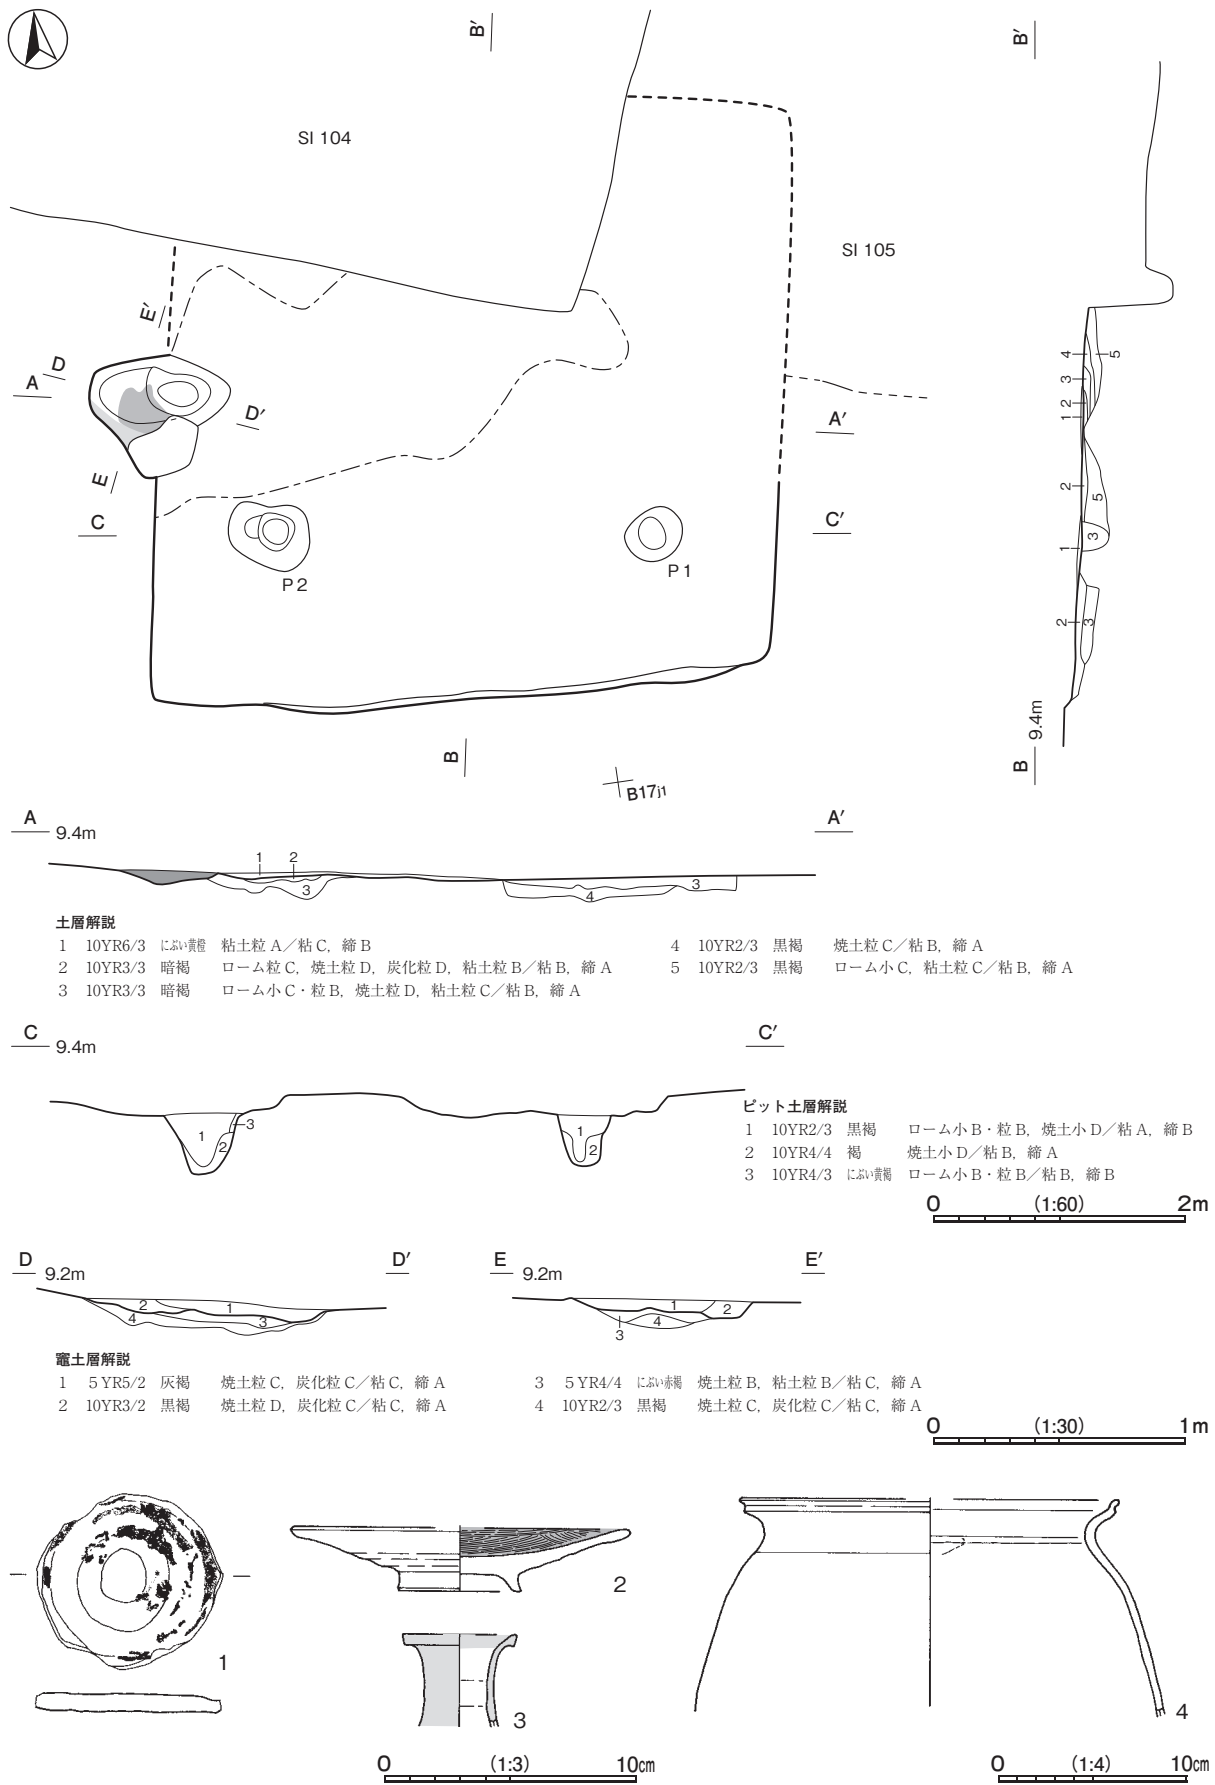 B′
B′
SI 104
SI 105
E′
D
A
D′
A′
E
C
C′
P 2
P 1
4
5
3
2
1
2
5
3
1
2
3
9.4m
B
B
B17j1
A
9.4m
A′
1
2
3
3
4
土層解説
1 10YR6/3 にぶい黄橙 粘土粒 A／粘 C，締 B
2 10YR3/3 暗褐 ローム粒 C，焼土粒 D，炭化粒 D，粘土粒 B／粘 B，締 A
3 10YR3/3 暗褐 ローム小 C・粒 B，焼土粒 D，粘土粒 C／粘 B，締 A
4 10YR2/3 黒褐 焼土粒 C／粘 B，締 A
5 10YR2/3 黒褐 ローム小 C，粘土粒 C／粘 B，締 A
C
9.4m
C′
1
2
3
1
2
ピット土層解説
1 10YR2/3 黒褐 ローム小 B・粒 B，焼土小 D／粘 A，締 B
2 10YR4/4 褐 焼土小 D／粘 B，締 A
3 10YR4/3 にぶい黄褐 ローム小 B・粒 B／粘 B，締 B
0 (1:60) 2m
D
9.2m
D′
E
9.2m
E′
2
1
4
3
1
2
4
3
竈土層解説
1 5YR5/2 灰褐 焼土粒 C，炭化粒 C／粘 C，締 A
2 10YR3/2 黒褐 焼土粒 D，炭化粒 C／粘 C，締 A
3 5YR4/4 にぶい赤褐 焼土粒 B，粘土粒 B／粘 C，締 A
4 10YR2/3 黒褐 焼土粒 C，炭化粒 C／粘 C，締 A
0 (1:30) 1m
1
2
3
4
0 (1:3) 10cm
0 (1:4) 10cm